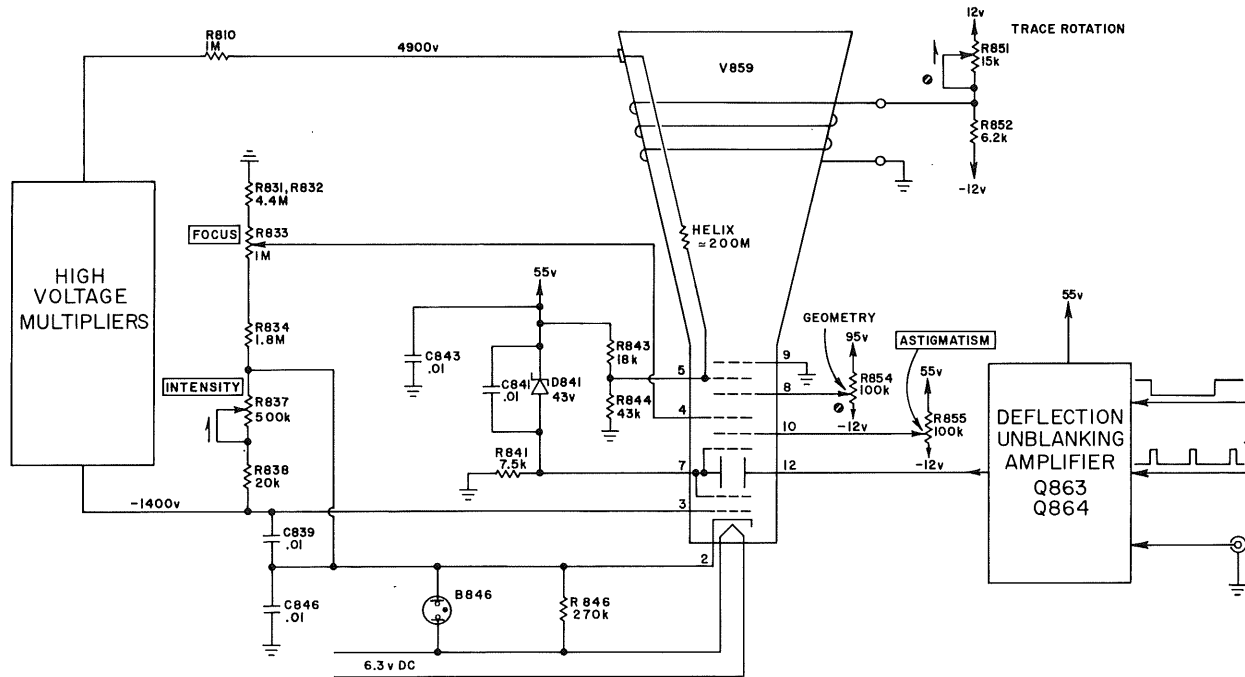 R810
1M
4900v
V859
12v
TRACE ROTATION
R851
15k
R852
6.2k
-12v
R831, R832
4.4M
FOCUS
R833
1M
HELIX
≈200M
HIGH
VOLTAGE
MULTIPLIERS
R834
1.8M
55v
C843
.01
C841
.01
D841
43v
R843
18k
R844
43k
INTENSITY
R837
500k
R838
20k
R841
7.5k
-1400v
5
4
7
3
2
9
8
10
12
GEOMETRY
95v
R854
100k
-12v
ASTIGMATISM
55v
R855
100k
-12v
55v
DEFLECTION
UNBLANKING
AMPLIFIER
Q863
Q864
C839
.01
C846
.01
B846
R846
270k
6.3v DC